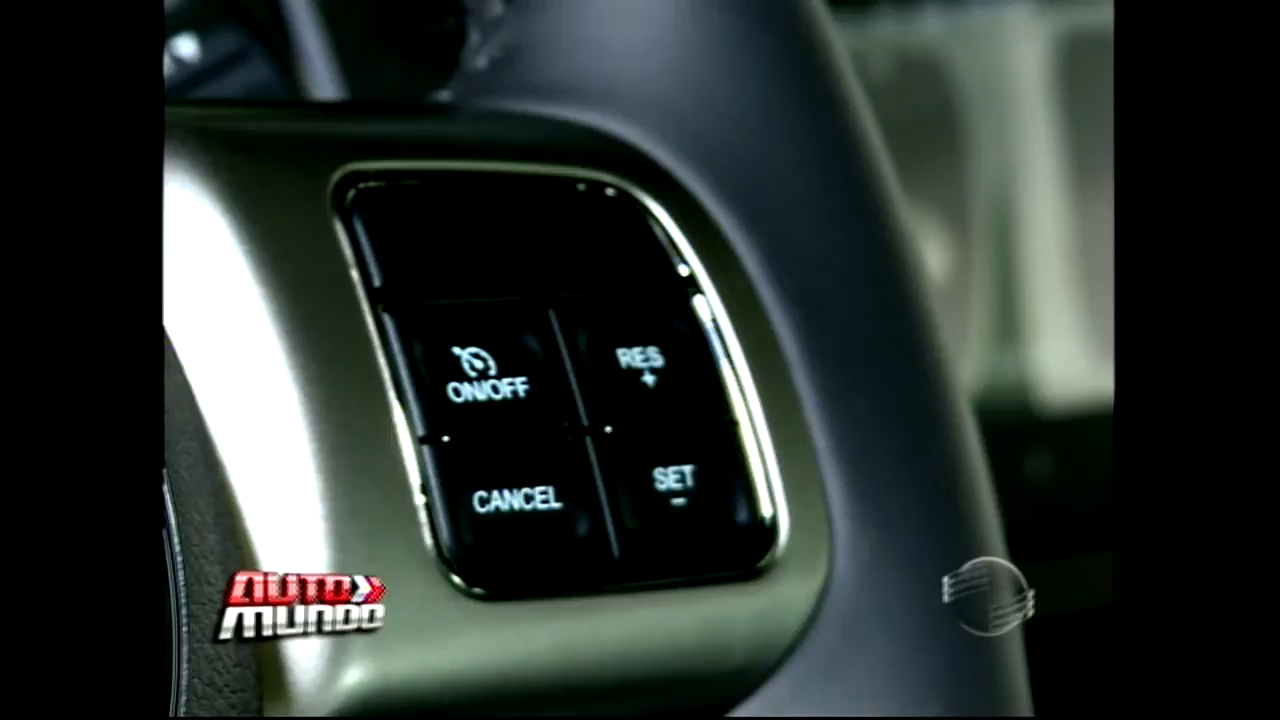 ON/OFF
RES
+
CANCEL
SET
-
AUTO
MUNDO